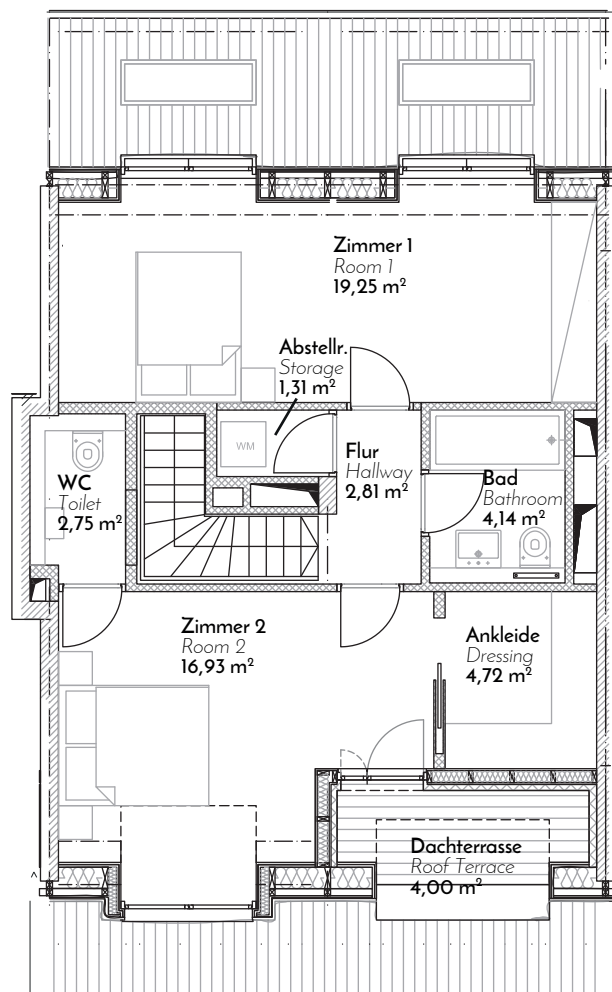 Zimmer 1
Room 1
19,25 m²
Abstellr.
Storage
1,31 m²
WM
Flur
Hallway
2,81 m²
WC
Toilet
2,75 m²
Bad
Bathroom
4,14 m²
Zimmer 2
Room 2
16,93 m²
Ankleide
Dressing
4,72 m²
Dachterrasse
Roof Terrace
4,00 m²